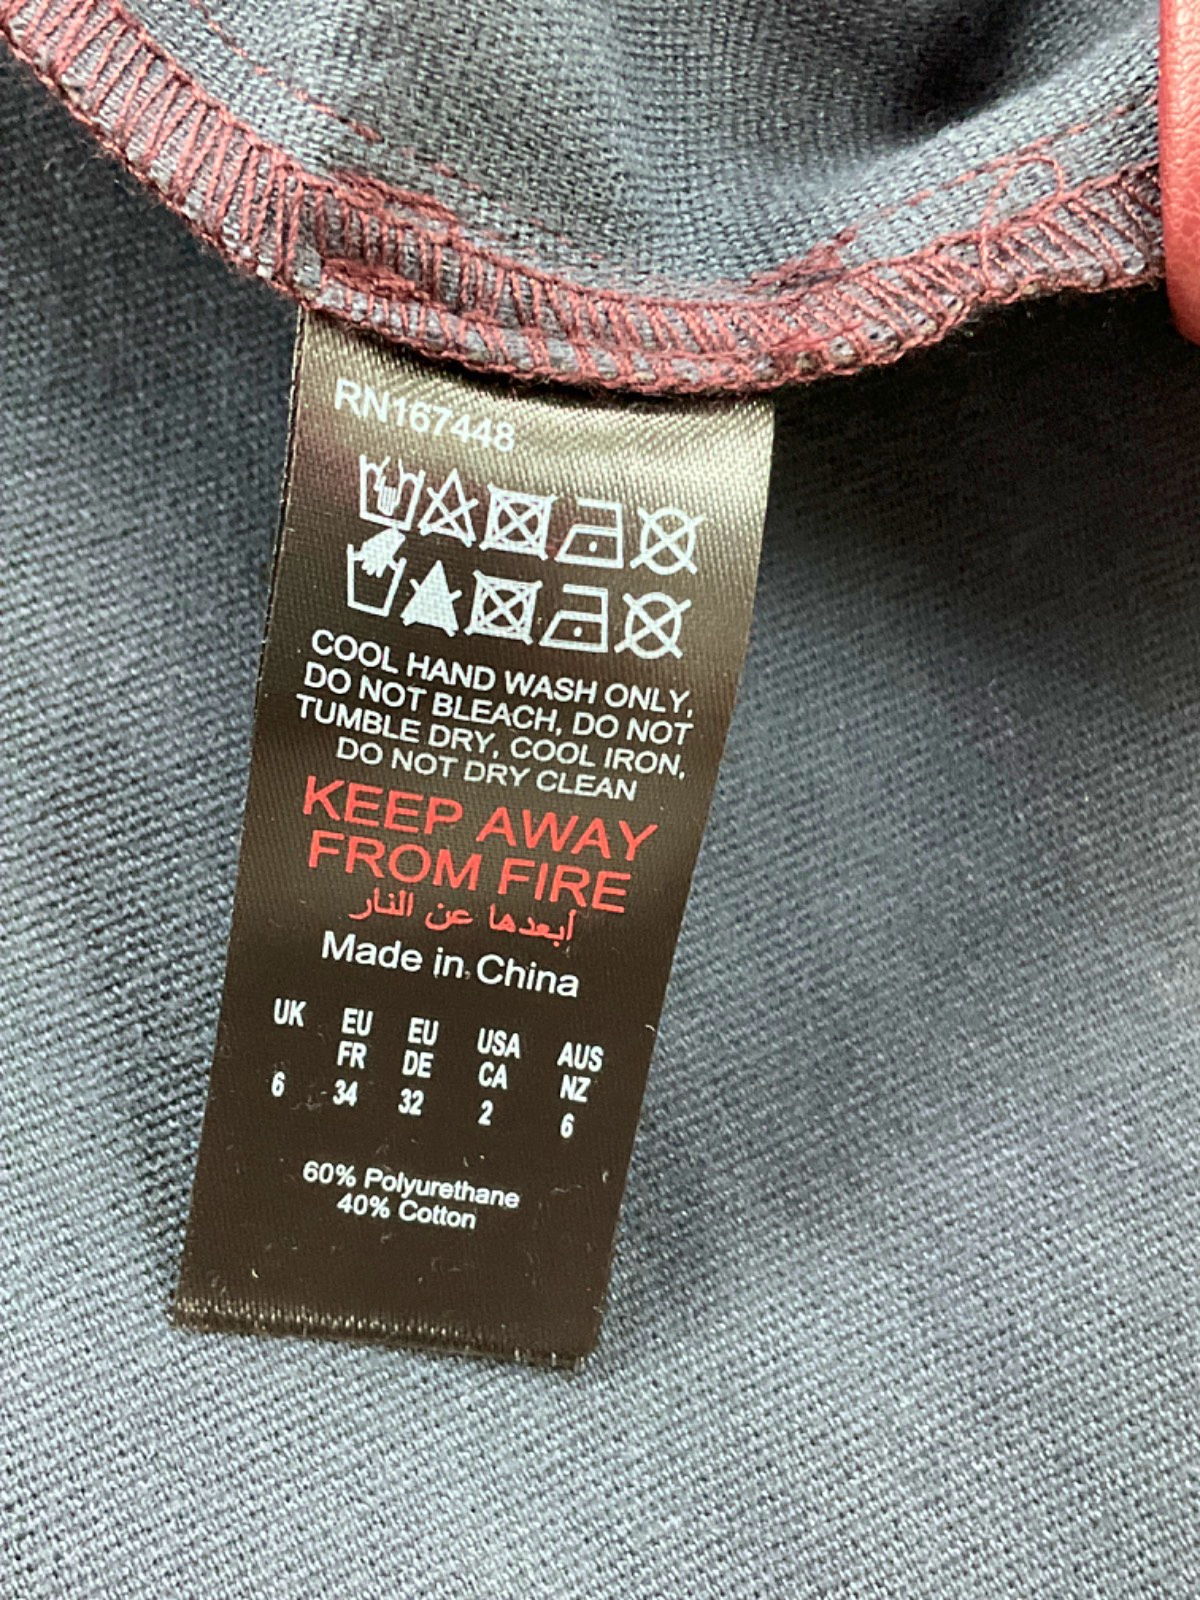 RN167448
COOL HAND WASH ONLY,
DO NOT BLEACH, DO NOT
TUMBLE DRY, COOL IRON,
DO NOT DRY CLEAN
KEEP AWAY
FROM FIRE
أبعدها عن النار
Made in China
UK EU EU USA AUS
FR DE CA NZ
6 34 32 2 6
60% Polyurethane
40% Cotton